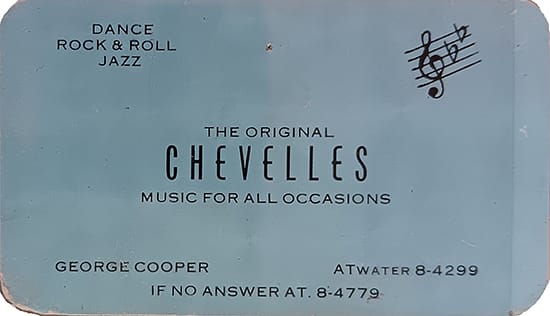 DANCE
ROCK & ROLL
JAZZ
THE ORIGINAL
CHEVELLES
MUSIC FOR ALL OCCASIONS
GEORGE COOPER
ATWATER 8-4299
IF NO ANSWER AT. 8-4779